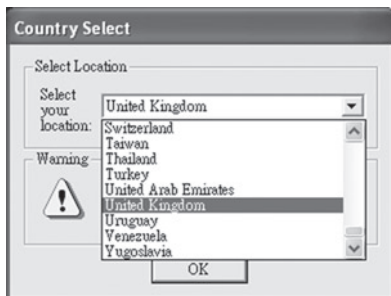 Country Select
Select Location
Select
your
location:
United Kingdom
Switzerland
Taiwan
Thailand
Turkey
United Arab Emirates
United Kingdom
Uruguay
Venezuela
Yugoslavia
Warning
OK